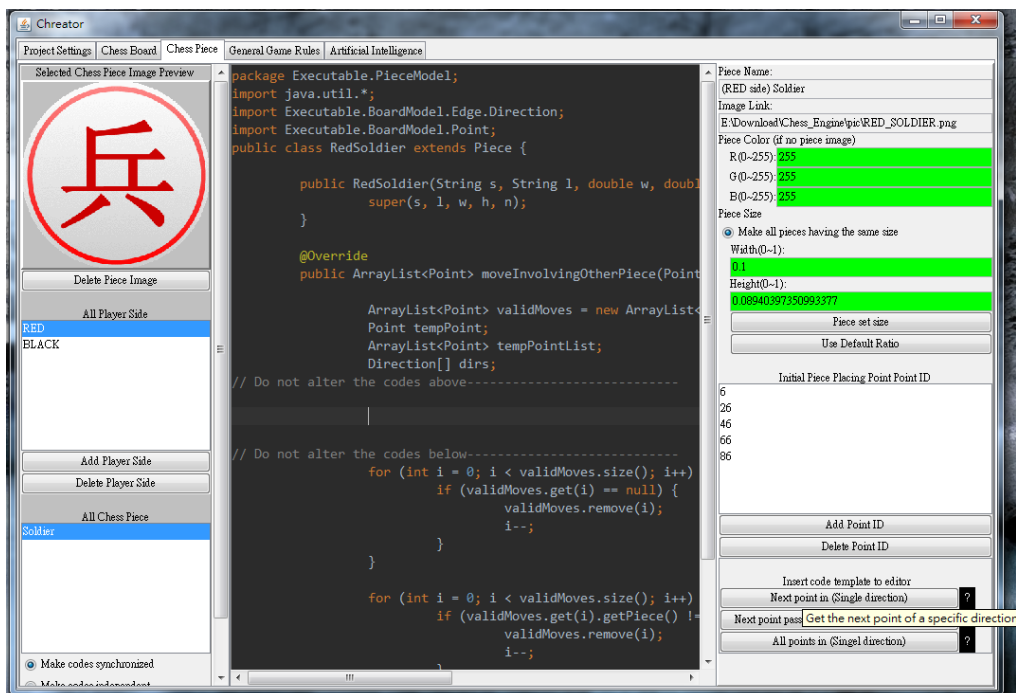 Chreator
Project Settings
Chess Board
Chess Piece
General Game Rules
Artificial Intelligence
Selected Chess Piece Image Preview
兵
Delete Piece Image
All Player Side
RED
BLACK
Add Player Side
Delete Player Side
All Chess Piece
Soldier
Make codes synchronized
Make codes independent
package Executable.PieceModel;
import java.util.*;
import Executable.BoardModel.Edge.Direction;
import Executable.BoardModel.Point;
public class RedSoldier extends Piece {
public RedSoldier(String s, String l, double w, doubl
super(s, l, w, h, n);
}
@Override
public ArrayList<Point> moveInvolvingOtherPiece(Point
ArrayList<Point> validMoves = new ArrayList<
Point tempPoint;
ArrayList<Point> tempPointList;
Direction[] dirs;
// Do not alter the codes above----------------------------
// Do not alter the codes below----------------------------
for (int i = 0; i < validMoves.size(); i++)
if (validMoves.get(i) == null) {
validMoves.remove(i);
i--;
}
}
for (int i = 0; i < validMoves.size(); i++)
if (validMoves.get(i).getPiece() !=
validMoves.remove(i);
i--;
}
Piece Name:
(RED side) Soldier
Image Link:
E:\Download\Chess_Engine\pic\RED_SOLDIER.png
Piece Color (if no piece image)
R(0~255): 255
G(0~255): 255
B(0~255): 255
Piece Size
Make all pieces having the same size
Width(0~1):
0.1
Height(0~1):
0.08940397350993377
Piece set size
Use Default Ratio
Initial Piece Placing Point Point ID
6
26
46
66
86
Add Point ID
Delete Point ID
Insert code template to editor
Next point in (Single direction) ?
Next point pass
Get the next point of a specific direction
All points in (Singel direction) ?